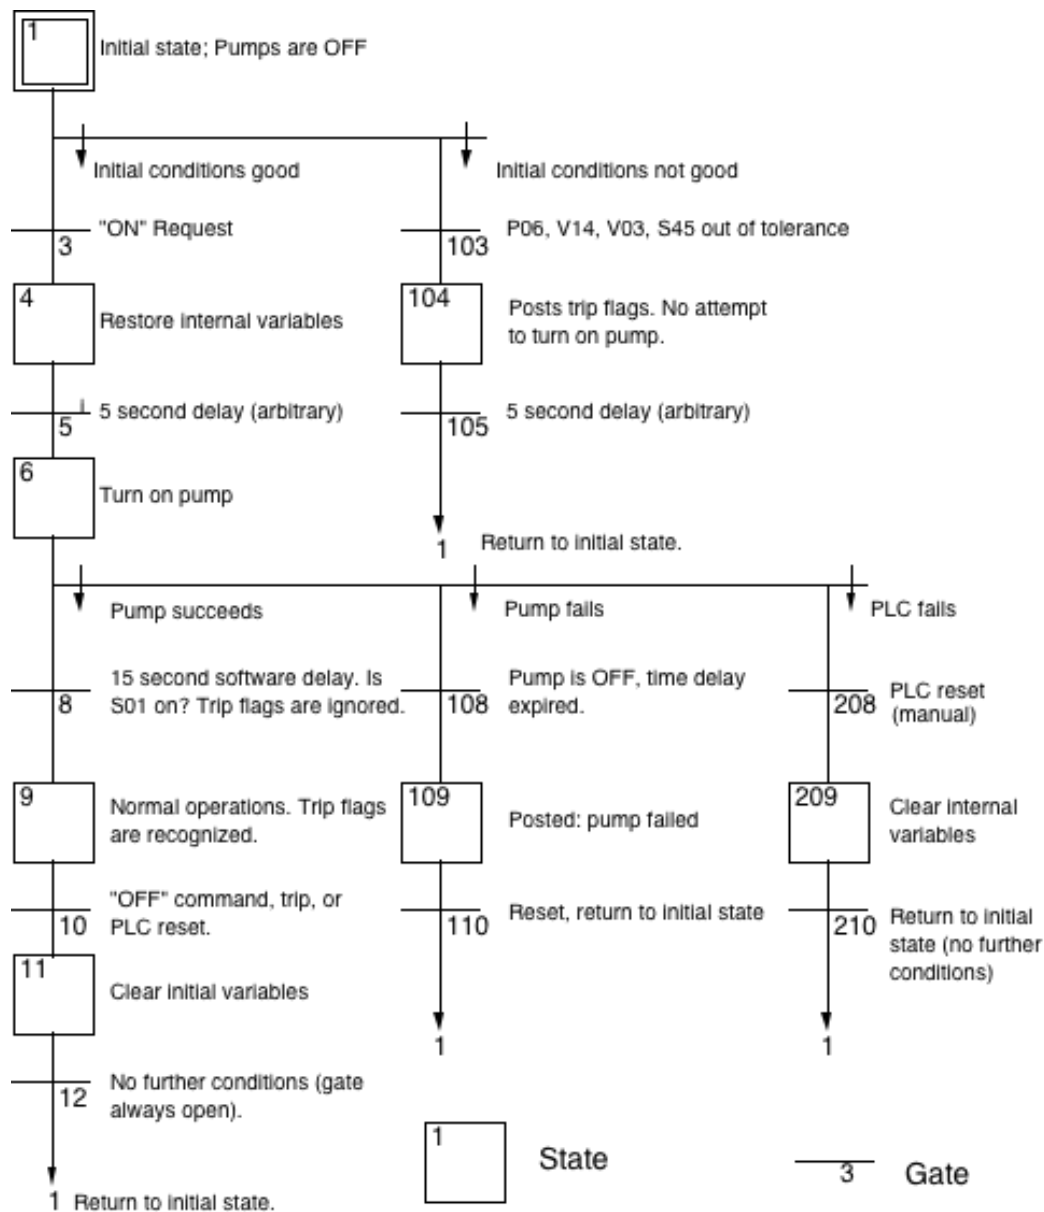 1
Initial state; Pumps are OFF
Initial conditions good
Initial conditions not good
"ON" Request
3
P06, V14, V03, S45 out of tolerance
103
4
Restore internal variables
104
Posts trip flags. No attempt
to turn on pump.
5 second delay (arbitrary)
5
5 second delay (arbitrary)
105
6
Turn on pump
1
Return to initial state.
Pump succeeds
Pump fails
PLC fails
15 second software delay. Is
S01 on? Trip flags are ignored.
8
Pump is OFF, time delay
expired.
108
PLC reset
(manual)
208
9
Normal operations. Trip flags
are recognized.
109
Posted: pump failed
209
Clear internal
variables
"OFF" command, trip, or
PLC reset.
10
Reset, return to initial state
110
Return to initial
state (no further
conditions)
210
11
Clear initial variables
1
1
No further conditions (gate
always open).
12
1 Return to initial state.
1
State
3
Gate